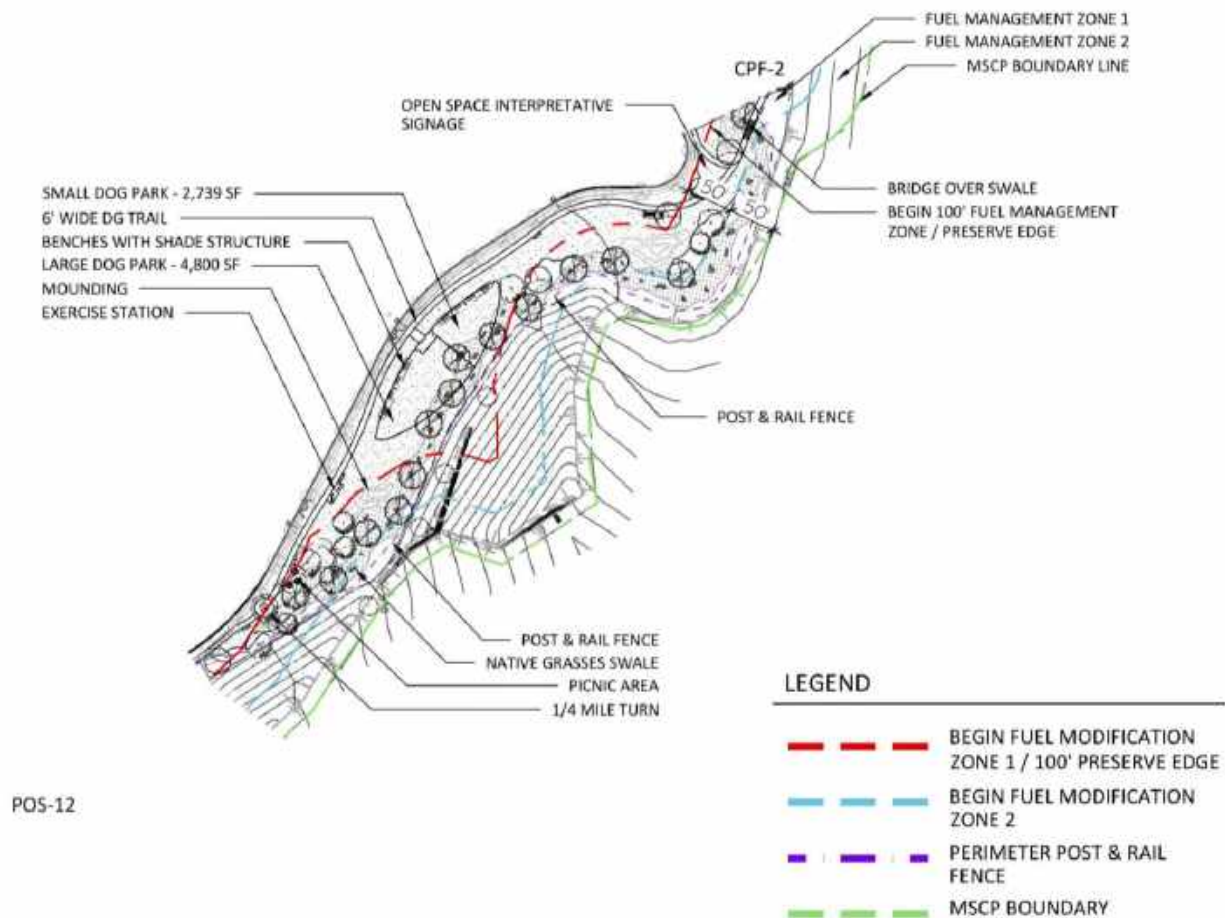 FUEL MANAGEMENT ZONE 1
FUEL MANAGEMENT ZONE 2
MSCP BOUNDARY LINE
CPF-2
OPEN SPACE INTERPRETATIVE
SIGNAGE
SMALL DOG PARK - 2,739 SF
6' WIDE DG TRAIL
BENCHES WITH SHADE STRUCTURE
LARGE DOG PARK - 4,800 SF
MOUNDING
EXERCISE STATION
BRIDGE OVER SWALE
BEGIN 100' FUEL MANAGEMENT
ZONE / PRESERVE EDGE
50
50
POST & RAIL FENCE
POST & RAIL FENCE
NATIVE GRASSES SWALE
PICNIC AREA
1/4 MILE TURN
POS-12
LEGEND
BEGIN FUEL MODIFICATION
ZONE 1 / 100' PRESERVE EDGE
BEGIN FUEL MODIFICATION
ZONE 2
PERIMETER POST & RAIL
FENCE
MSCP BOUNDARY